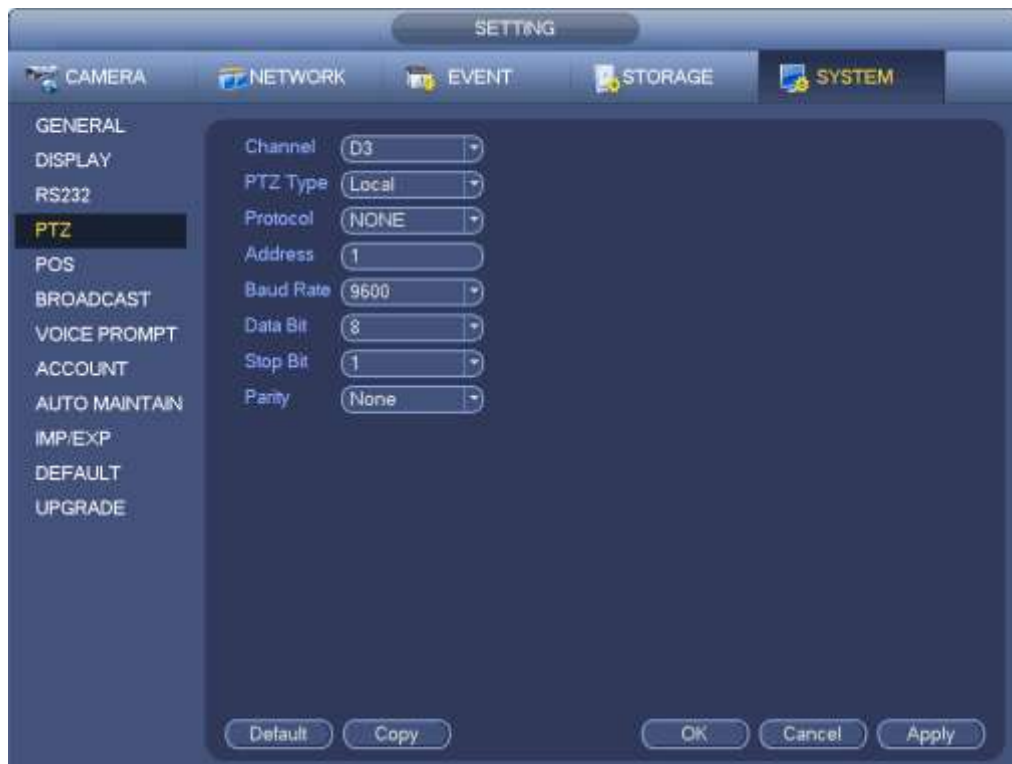 SETTING
CAMERA NETWORK EVENT STORAGE SYSTEM
GENERAL
DISPLAY
RS232
PTZ
POS
BROADCAST
VOICE PROMPT
ACCOUNT
AUTO MAINTAIN
IMP/EXP
DEFAULT
UPGRADE
Channel D3
PTZ Type Local
Protocol NONE
Address 1
Baud Rate 9600
Data Bit 8
Stop Bit 1
Parity None
Default Copy OK Cancel Apply